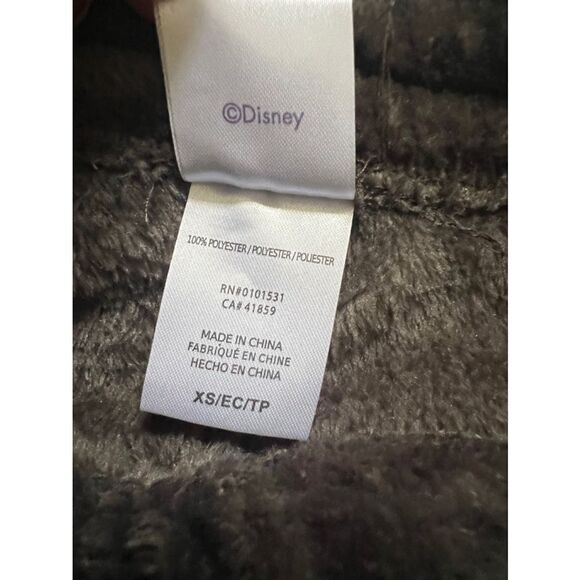 ©Disney
100% POLYESTER / POLYESTER / POLIESTER
RN#0101531
CA# 41859
MADE IN CHINA
FABRIQUÉ EN CHINE
HECHO EN CHINA
XS/EC/TP